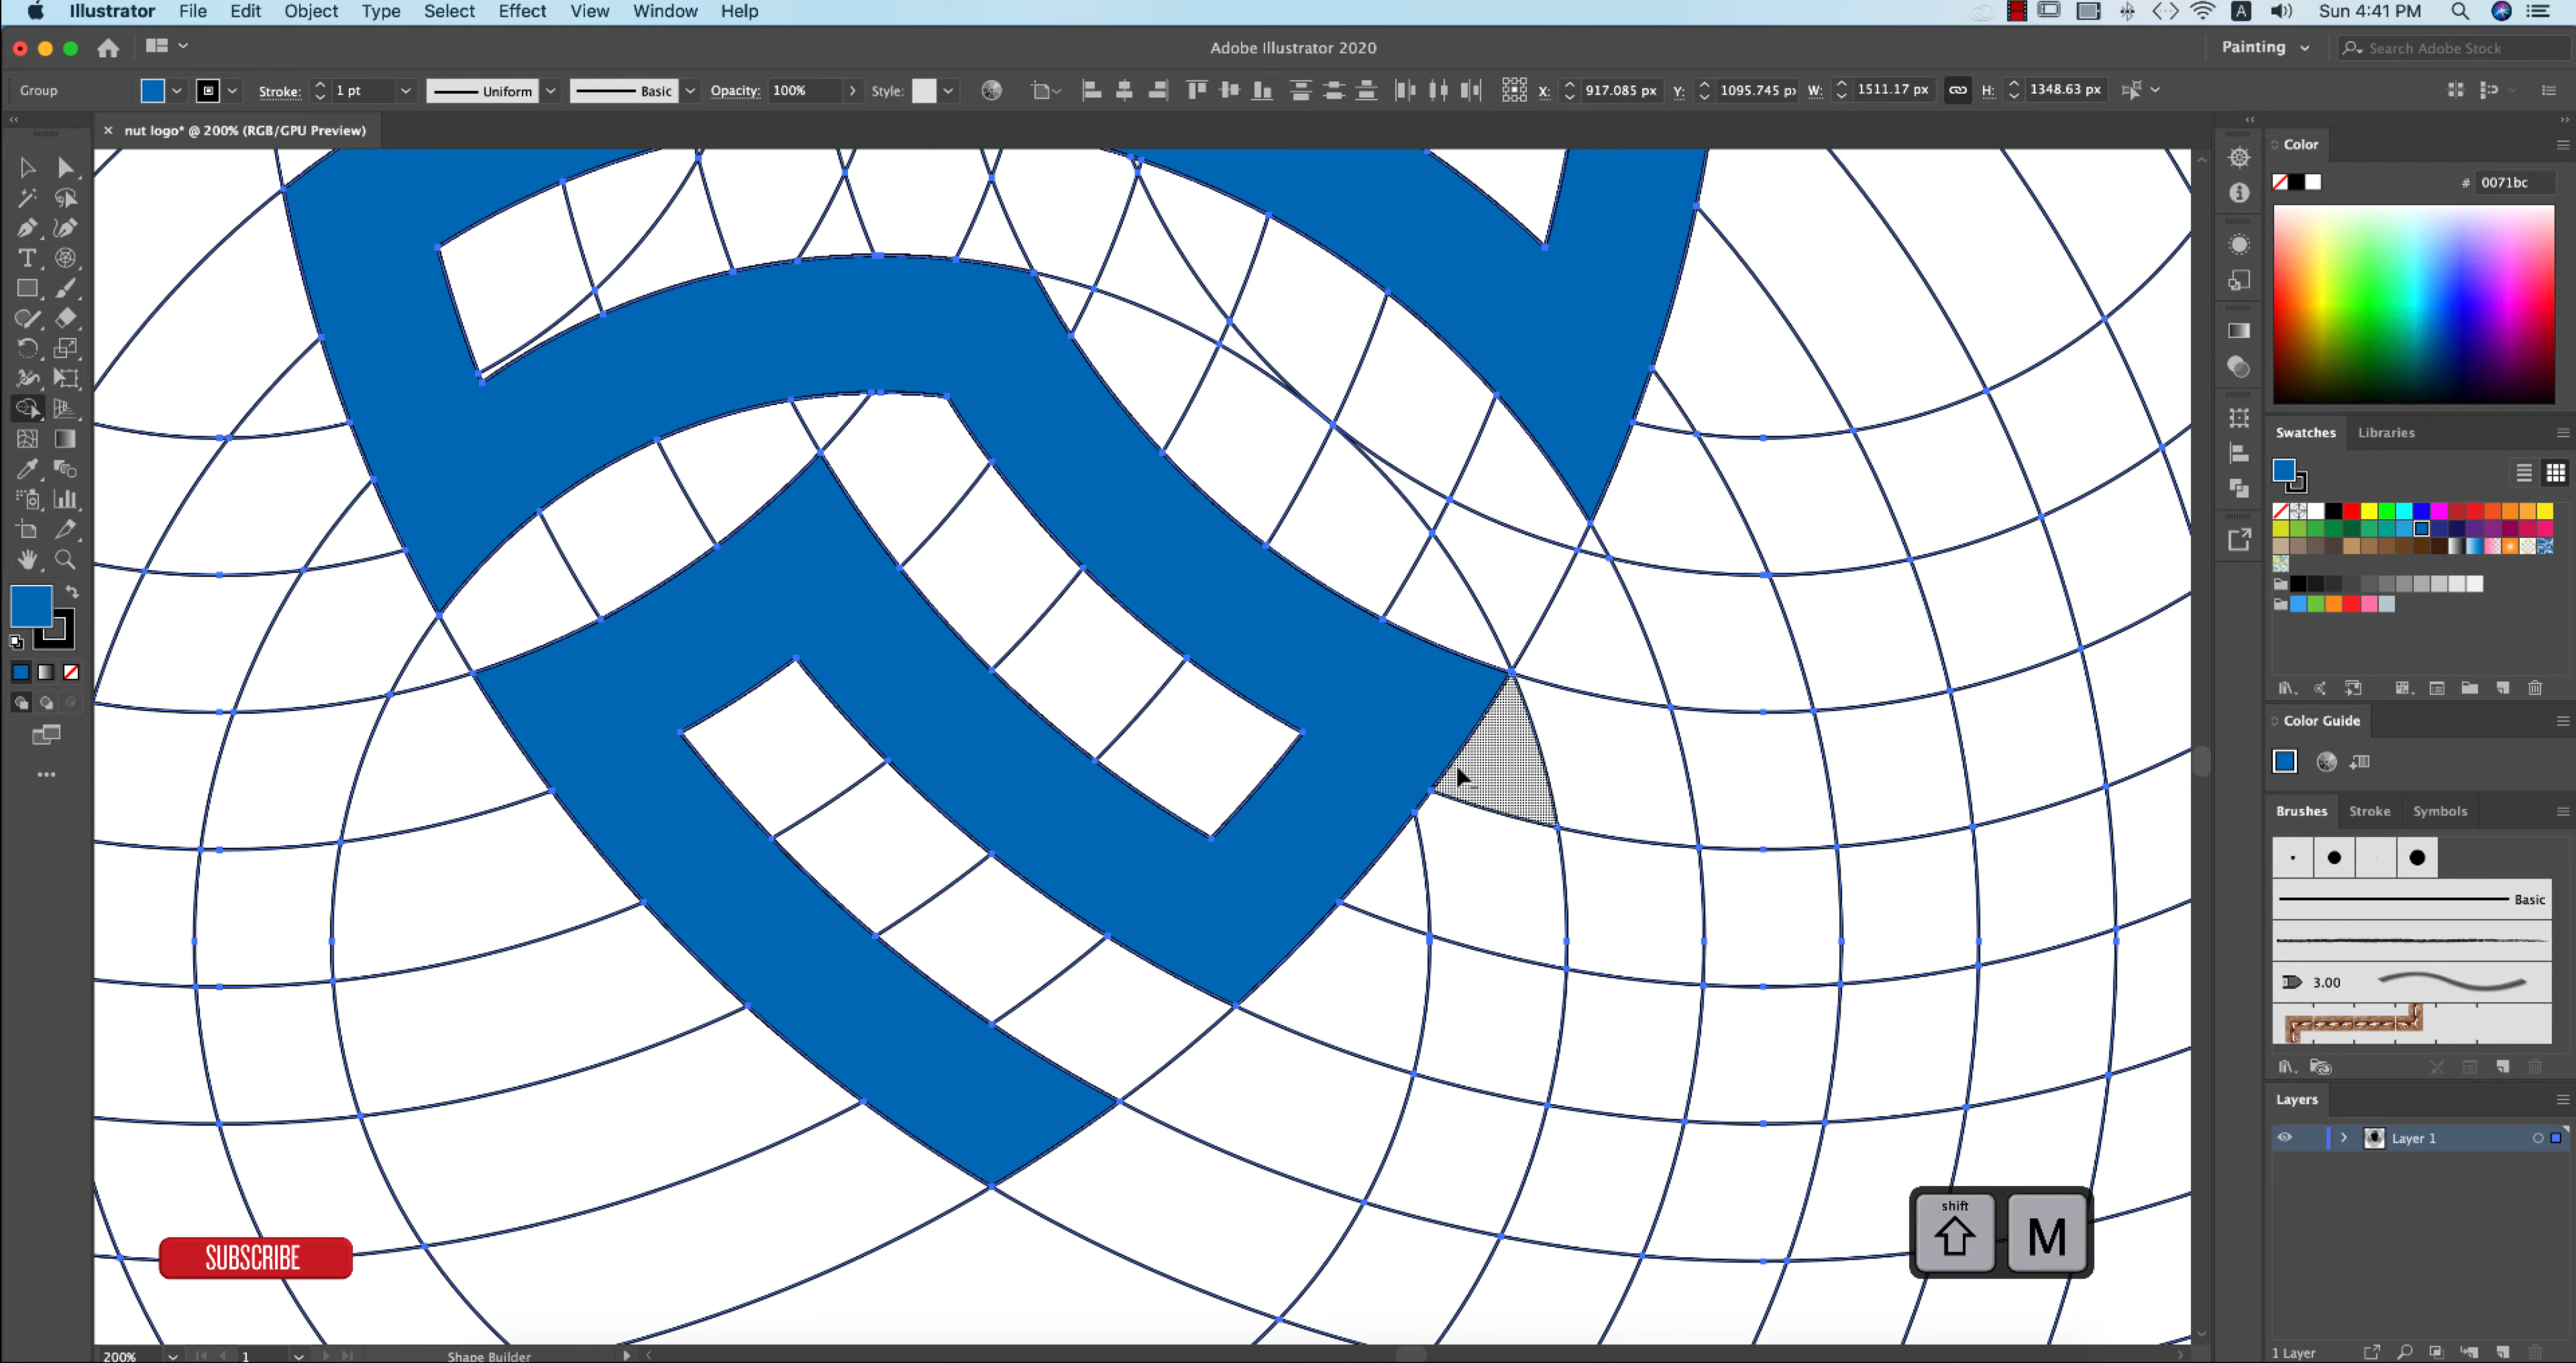 Illustrator File Edit Object Type Select Effect View Window Help
A Sun 4:41 PM
Adobe Illustrator 2020
Painting
Search Adobe Stock
Group
Stroke: 1 pt
Uniform
Basic
Opacity: 100%
Style:
X: 917.085 px
Y: 1095.745 px
W: 1511.17 px
H: 1348.63 px
× nut logo* @ 200% (RGB/GPU Preview)
Color
# 0071bc
Swatches Libraries
Color Guide
Brushes Stroke Symbols
Basic
3.00
Layers
Layer 1
shift
M
SUBSCRIBE
200%
1
Shape Builder
1 Layer